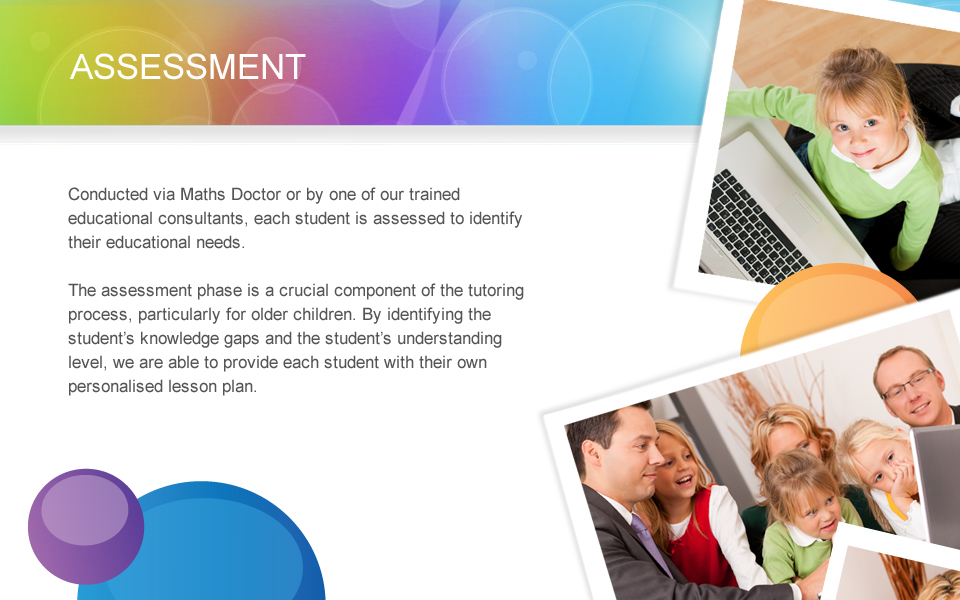 ASSESSMENT
Conducted via Maths Doctor or by one of our trained
educational consultants, each student is assessed to identify
their educational needs.
The assessment phase is a crucial component of the tutoring
process, particularly for older children. By identifying the
student’s knowledge gaps and the student’s understanding
level, we are able to provide each student with their own
personalised lesson plan.